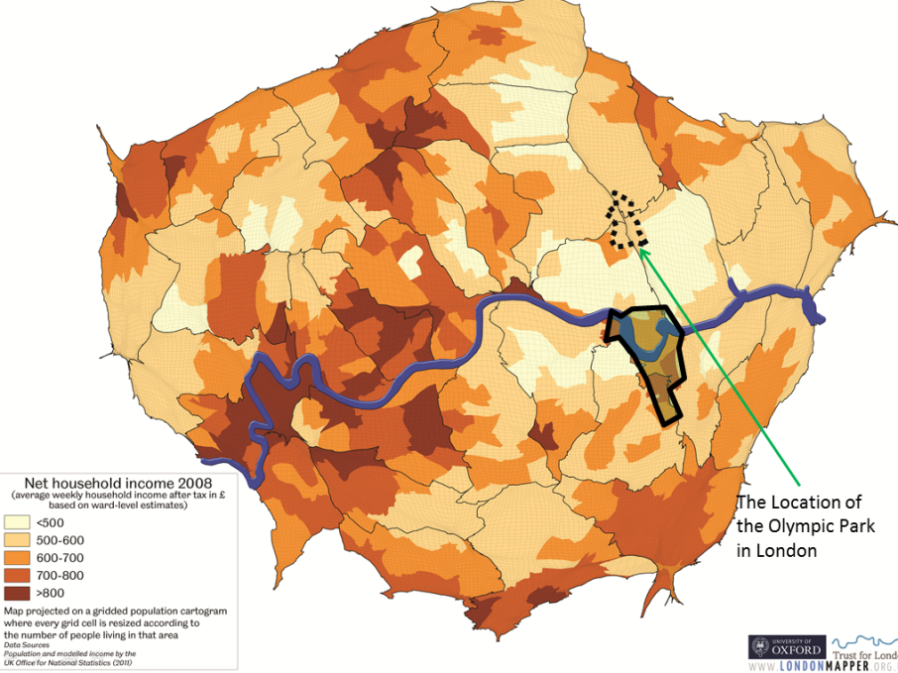 Net household income 2008
(average weekly household income after tax in £
based on ward-level estimates)
<500
500-600
600-700
700-800
>800
Map projected on a gridded population cartogram
where every grid cell is resized according to
the number of people living in that area
Data Sources
Population and modelled income by the
UK Office for National Statistics (2011)
The Location of
the Olympic Park
in London
UNIVERSITY OF
OXFORD
Trust for Lond
WWW.LONDONMAPPER.ORG.